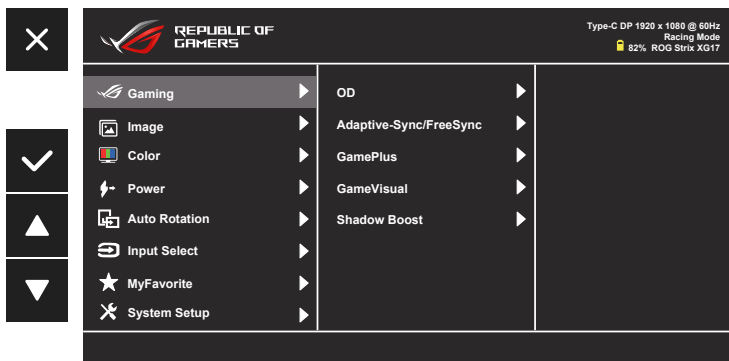 REPUBLIC OF
GAMERS
Type-C DP 1920 x 1080 @ 60Hz
Racing Mode
82% ROG Strix XG17
Gaming
Image
Color
Power
Auto Rotation
Input Select
MyFavorite
System Setup
OD
Adaptive-Sync/FreeSync
GamePlus
GameVisual
Shadow Boost